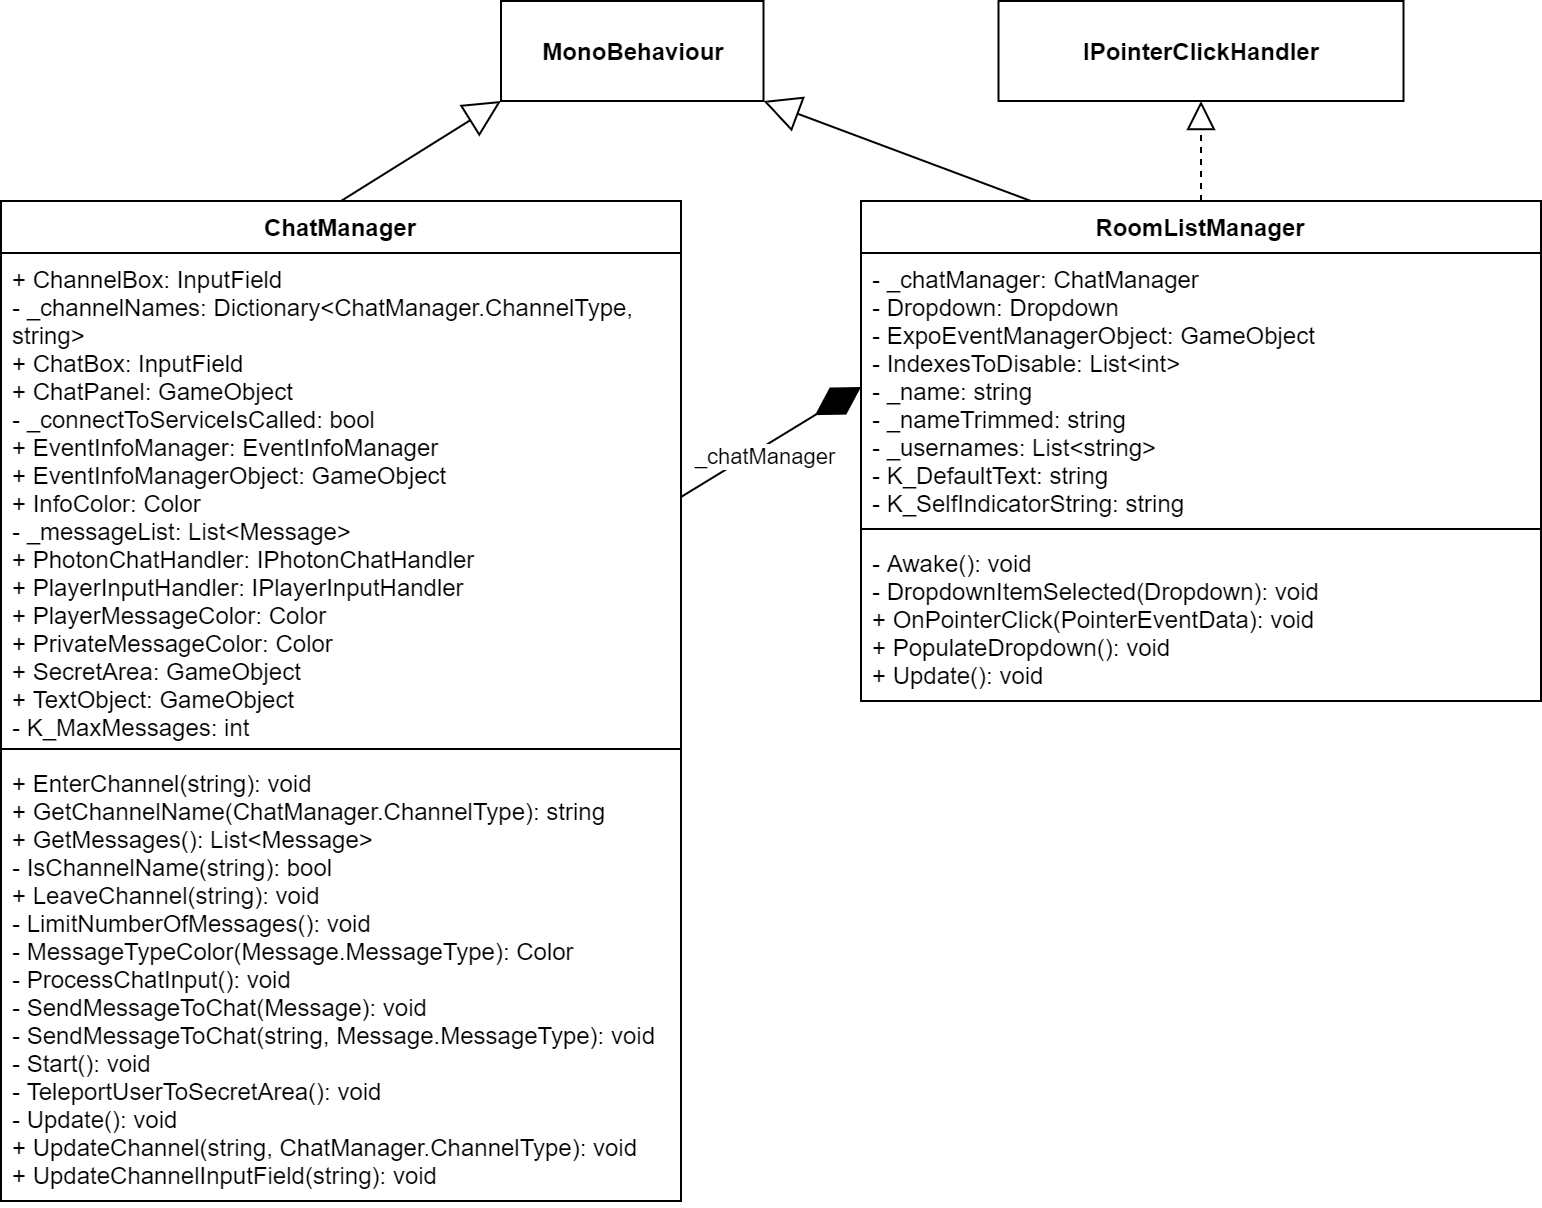 MonoBehaviour
IPointerClickHandler
ChatManager
+ ChannelBox: InputField
- _channelNames: Dictionary<ChatManager.ChannelType,
string>
+ ChatBox: InputField
+ ChatPanel: GameObject
- _connectToServiceIsCalled: bool
+ EventInfoManager: EventInfoManager
+ EventInfoManagerObject: GameObject
+ InfoColor: Color
- _messageList: List<Message>
+ PhotonChatHandler: IPhotonChatHandler
+ PlayerInputHandler: IPlayerInputHandler
+ PlayerMessageColor: Color
+ PrivateMessageColor: Color
+ SecretArea: GameObject
+ TextObject: GameObject
- K_MaxMessages: int
+ EnterChannel(string): void
+ GetChannelName(ChatManager.ChannelType): string
+ GetMessages(): List<Message>
- IsChannelName(string): bool
+ LeaveChannel(string): void
- LimitNumberOfMessages(): void
- MessageTypeColor(Message.MessageType): Color
- ProcessChatInput(): void
- SendMessageToChat(Message): void
- SendMessageToChat(string, Message.MessageType): void
- Start(): void
- TeleportUserToSecretArea(): void
- Update(): void
+ UpdateChannel(string, ChatManager.ChannelType): void
+ UpdateChannelInputField(string): void
_chatManager
RoomListManager
- _chatManager: ChatManager
- Dropdown: Dropdown
- ExpoEventManagerObject: GameObject
- IndexesToDisable: List<int>
- _name: string
- _nameTrimmed: string
- _usernames: List<string>
- K_DefaultText: string
- K_SelfIndicatorString: string
- Awake(): void
- DropdownItemSelected(Dropdown): void
+ OnPointerClick(PointerEventData): void
+ PopulateDropdown(): void
+ Update(): void